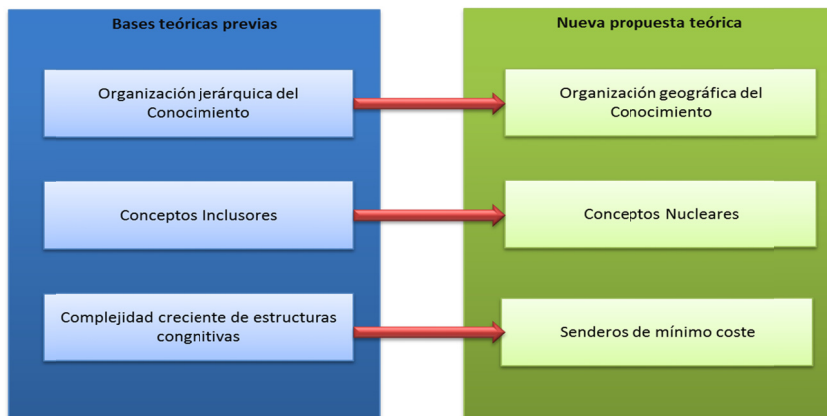 Bases teóricas previas
Nueva propuesta teórica
Organización jerárquica del
Conocimiento
Organización geográfica del
Conocimiento
Conceptos Inclusores
Conceptos Nucleares
Complejidad creciente de estructuras
congnitivas
Senderos de mínimo coste